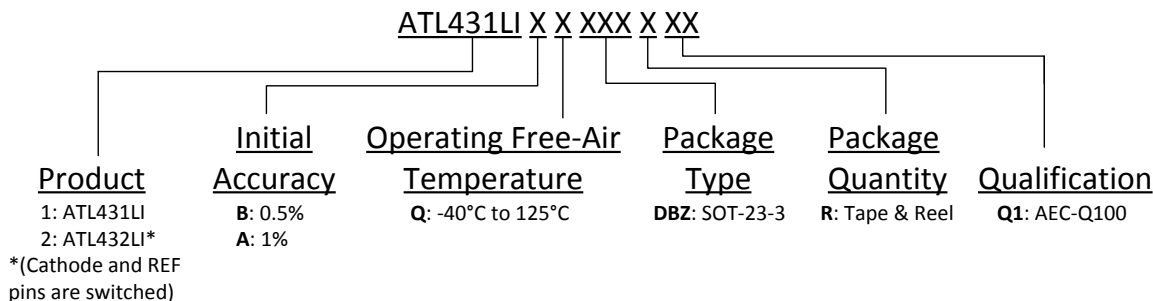 ATL431LI X X XXX X XX
Product
1: ATL431LI
2: ATL432LI*
*(Cathode and REF
pins are switched)
Initial
Accuracy
B: 0.5%
A: 1%
Operating Free-Air
Temperature
Q: -40°C to 125°C
Package
Type
DBZ: SOT-23-3
Package
Quantity
R: Tape & Reel
Qualification
Q1: AEC-Q100